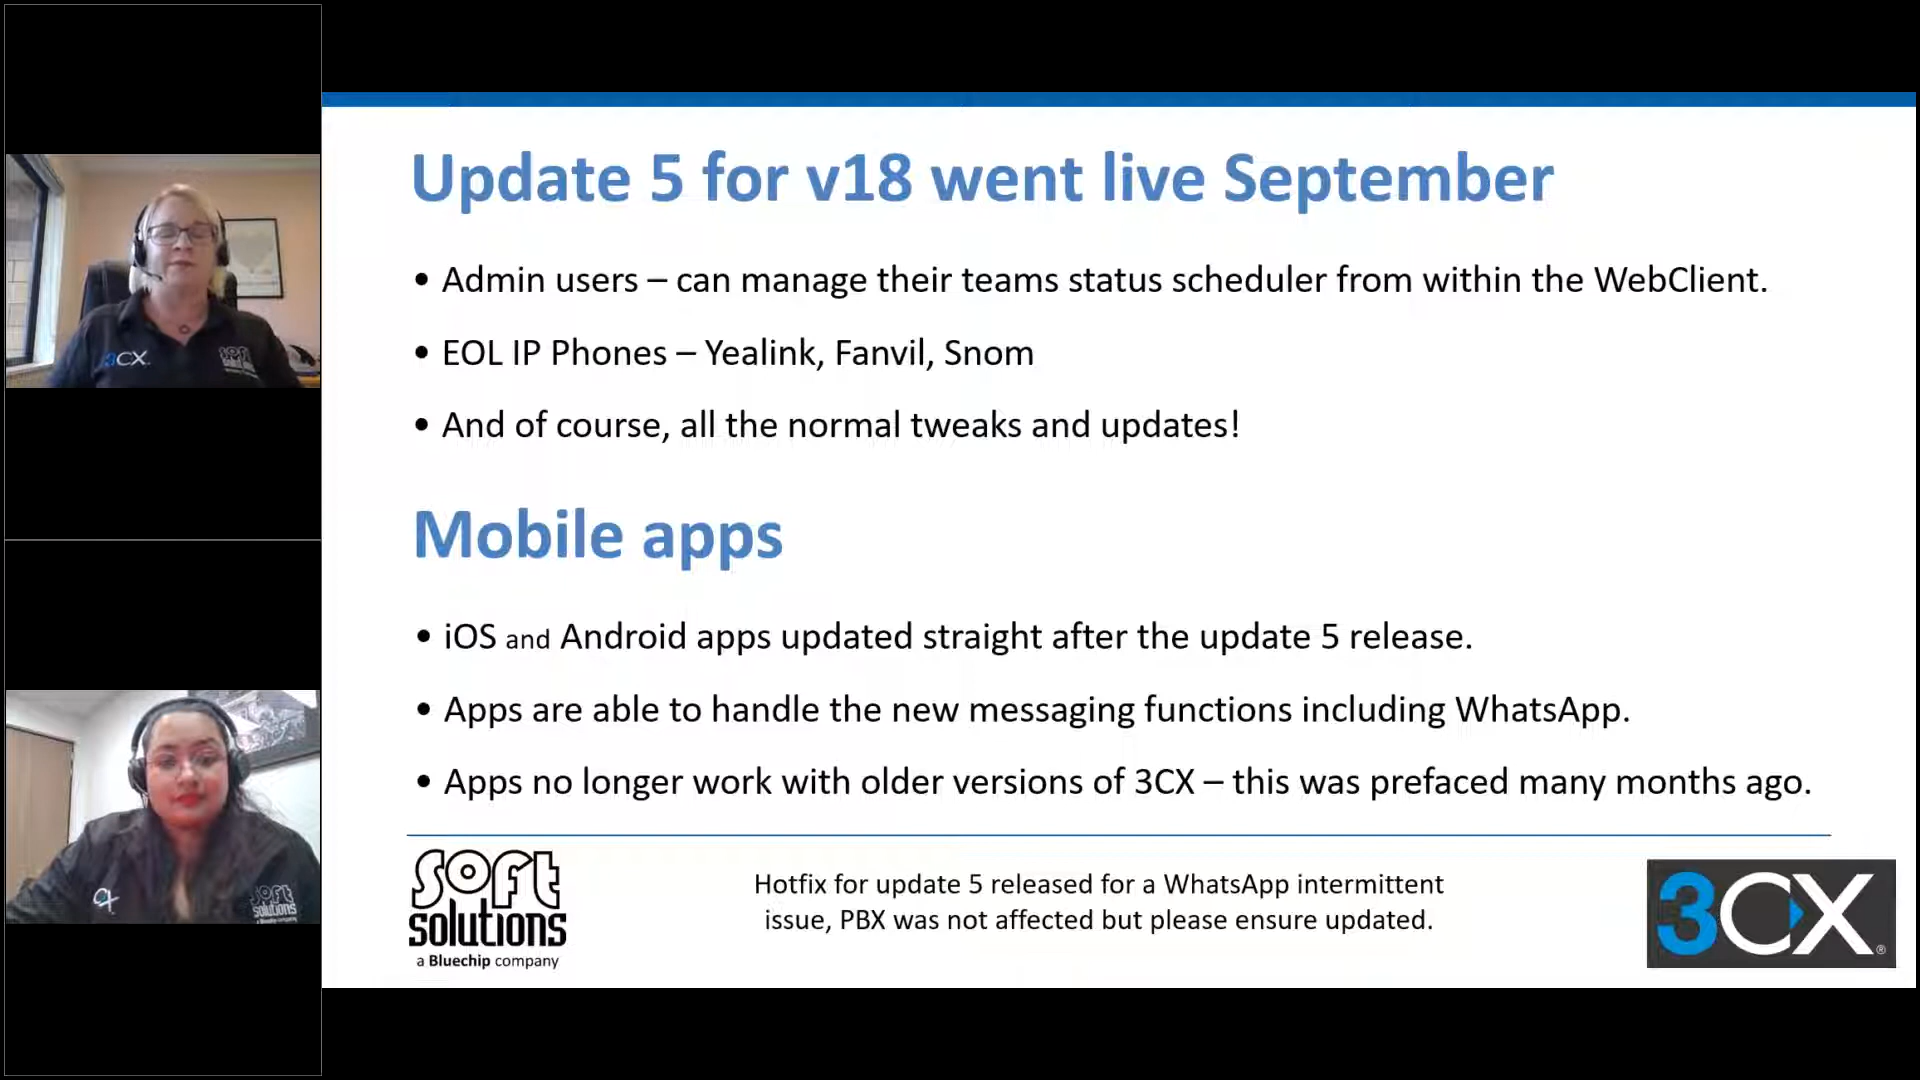 Update 5 for v18 went live September
• Admin users – can manage their teams status scheduler from within the WebClient.
• EOL IP Phones – Yealink, Fanvil, Snom
• And of course, all the normal tweaks and updates!
Mobile apps
• iOS and Android apps updated straight after the update 5 release.
• Apps are able to handle the new messaging functions including WhatsApp.
• Apps no longer work with older versions of 3CX – this was prefaced many months ago.
soft
solutions
a Bluechip company
Hotfix for update 5 released for a WhatsApp intermittent
issue, PBX was not affected but please ensure updated.
3CX®
3CX
soft
solutions